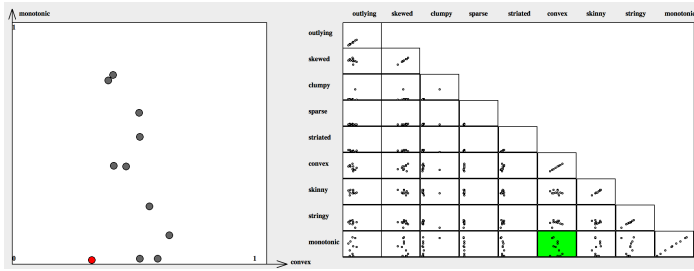 monotonic
1
0
1
convex
outlying skewed clumpy sparse striated convex skinny stringy monotonic
outlying
skewed
clumpy
sparse
striated
convex
skinny
stringy
monotonic